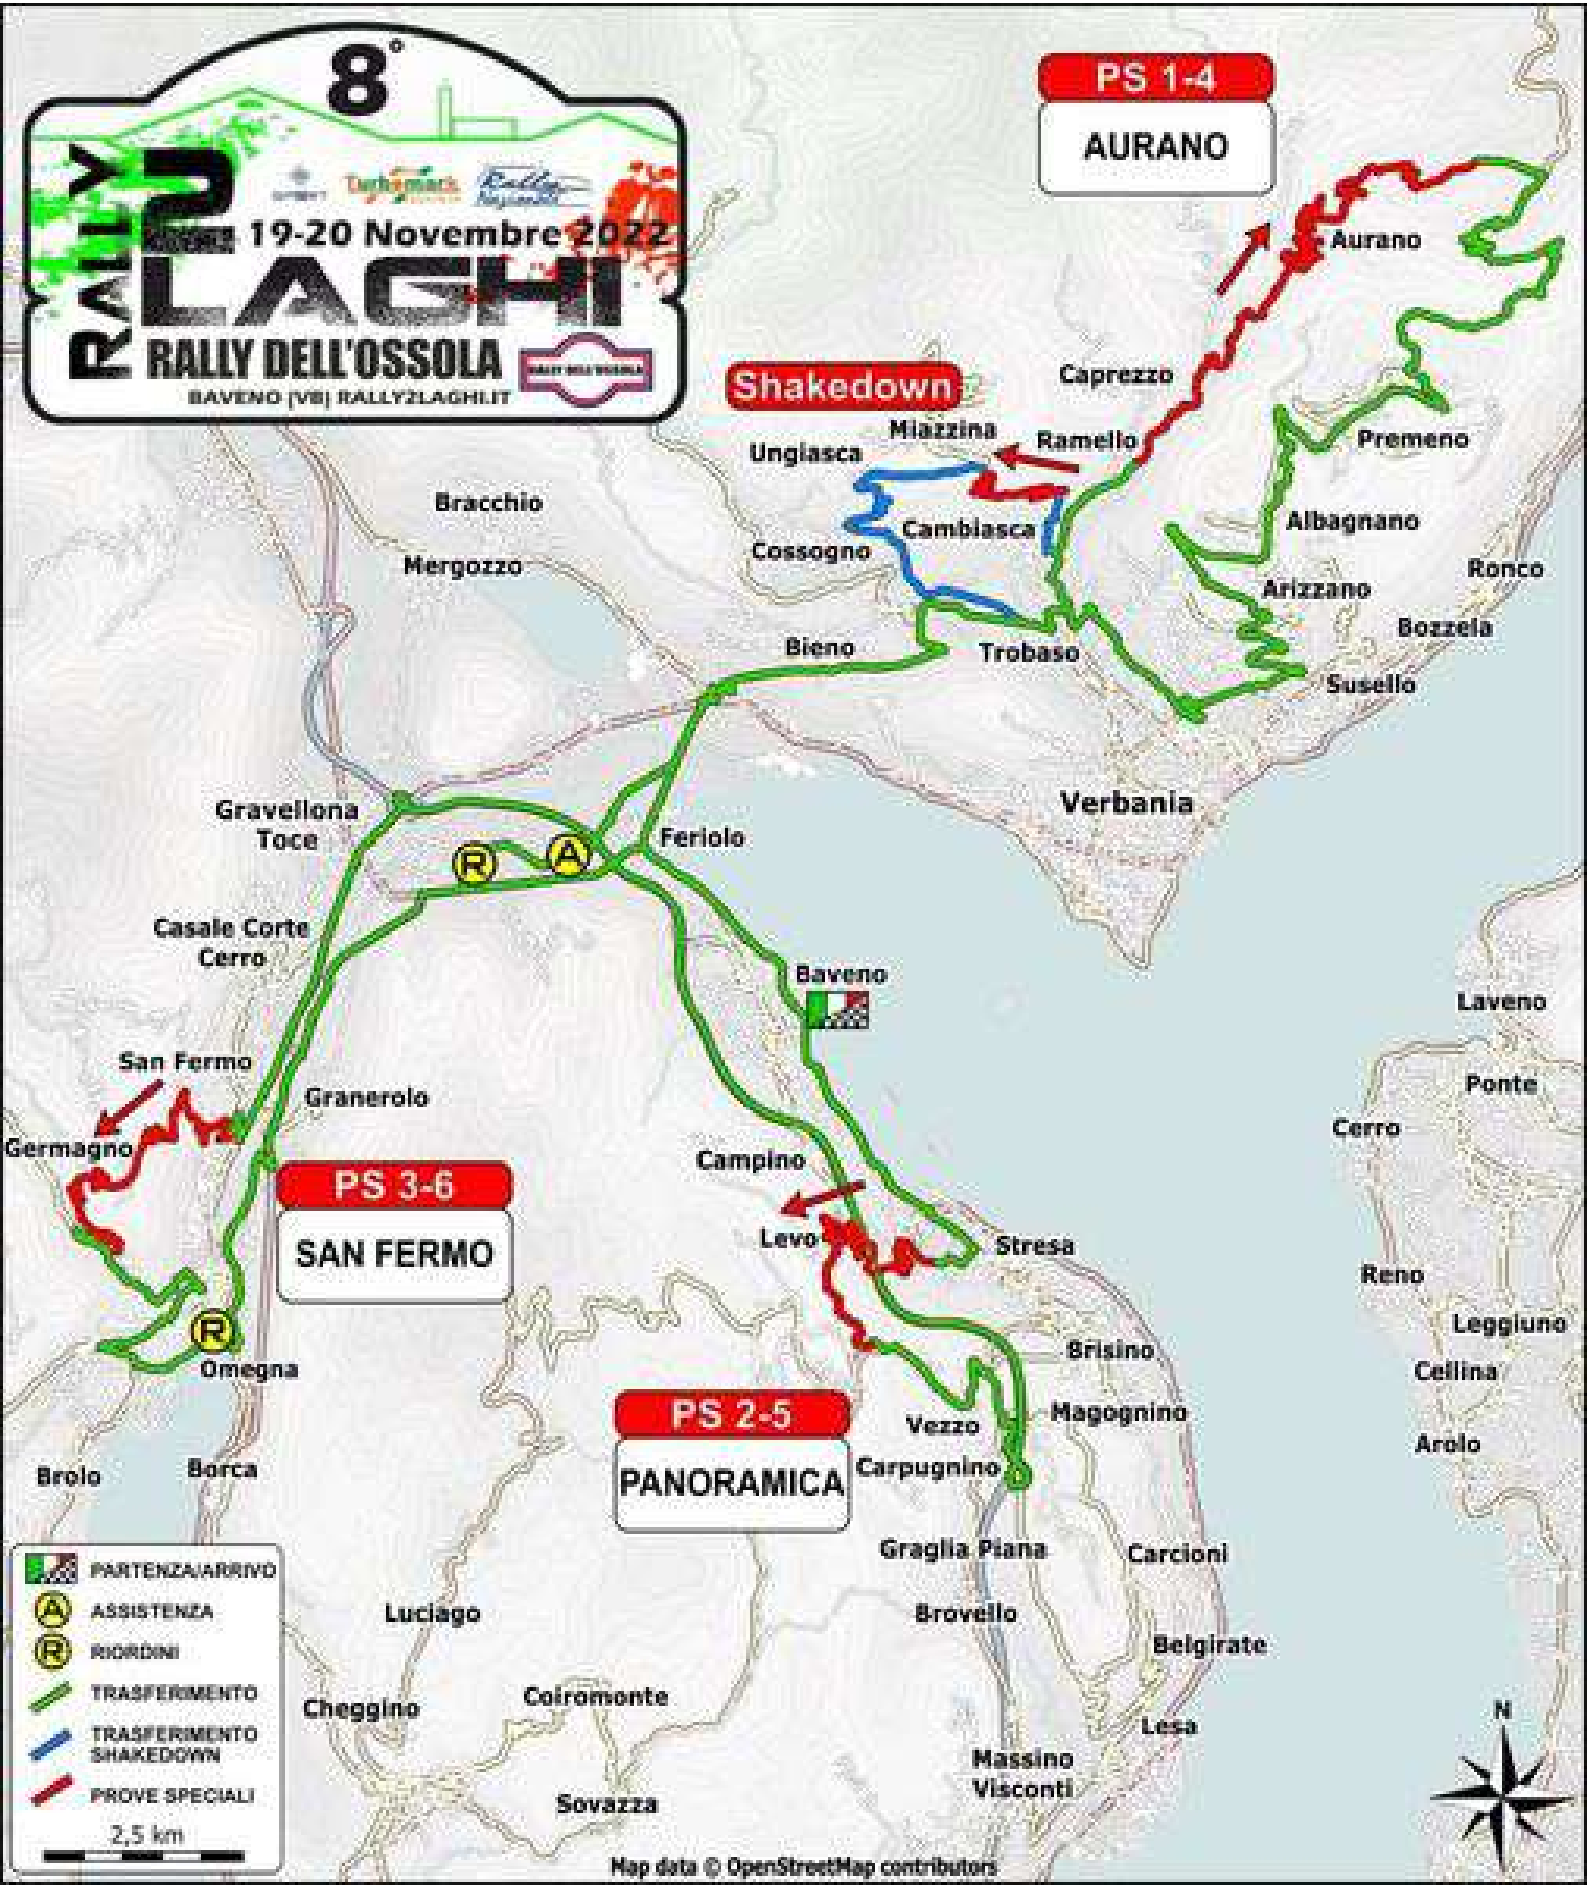 8°
RALLY
2
19-20 Novembre 2022
LAGHI
RALLY DELL'OSSOLA
RALLY DELL'OSSOLA
BAVENO (VB) RALLY2LAGHI.IT
PS 1-4
AURANO
Aurano
Caprezzo
Shakedown
Miazzina
Ramello
Ungiasca
Premeno
Bracchio
Cambiasca
Albagnano
Cossogno
Mergozzo
Ronco
Arizzano
Bozzela
Bieno
Trobaso
Susello
Verbania
Gravellona
Toce
R
A
Feriolo
Casale Corte
Cerro
Baveno
Laveno
San Fermo
Ponte
Granerolo
Cerro
Germagno
Campino
PS 3-6
SAN FERMO
Levo
Stresa
Reno
R
Leggiuno
Omegna
Brisino
Cellina
PS 2-5
PANORAMICA
Vezzo
Magognino
Arolo
Carpugnino
Brolo
Borca
Graglia Piana
Carcioni
Luciago
Brovello
Belgirate
Cheggino
Coiromonte
Lesa
Massino
Visconti
Sovazza
PARTENZA/ARRIVO
A ASSISTENZA
R RIORDINI
TRASFERIMENTO
TRASFERIMENTO
SHAKEDOWN
PROVE SPECIALI
2,5 km
N
Map data © OpenStreetMap contributors